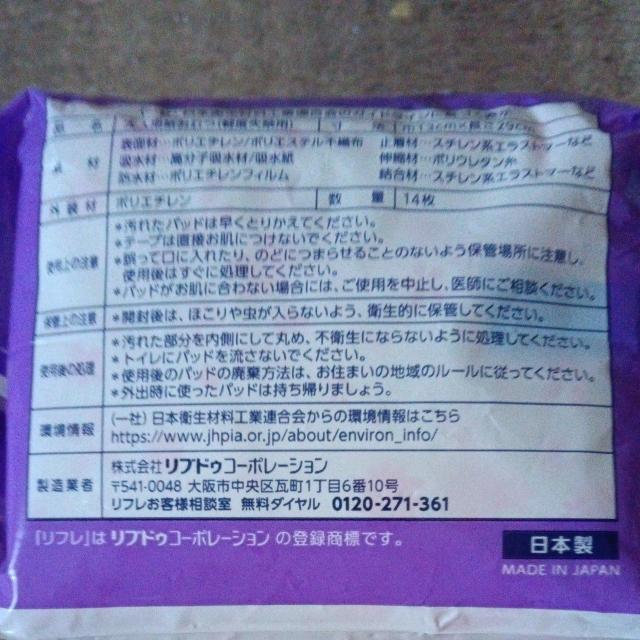 表面材…ポリエチレン/ポリエステル不織布 止着材…スチレン系エラストマーなど
吸水材…高分子吸水材/吸水紙 伸縮材…ポリウレタン糸
防水材…ポリエチレンフィルム 結合材…スチレン系エラストマーなど
外装材 ポリエチレン 数量 14枚
使用上の注意
*汚れたパッドは早くとりかえてください。
*テープは直接お肌につけないでください。
*誤って口に入れたり、のどにつまらせることのないよう保管場所に注意し、
使用後はすぐに処理してください。
*パッドがお肌に合わない場合には、ご使用を中止し、医師にご相談ください。
保管上の注意 *開封後は、ほこりや虫が入らないよう、衛生的に保管してください。
使用後の処理
*汚れた部分を内側にして丸め、不衛生にならないように処理してください。
*トイレにパッドを流さないでください。
*使用後のパッドの廃棄方法は、お住まいの地域のルールに従ってください。
*外出時に使ったパッドは持ち帰りましょう。
環境情報
(一社)日本衛生材料工業連合会からの環境情報はこちら
https://www.jhpia.or.jp/about/environ_info/
製造業者
株式会社リブドゥコーポレーション
〒541-0048 大阪市中央区瓦町1丁目6番10号
リフレお客様相談室 無料ダイヤル 0120-271-361
[リフレ]はリブドゥコーポレーションの登録商標です。
日本製
MADE IN JAPAN